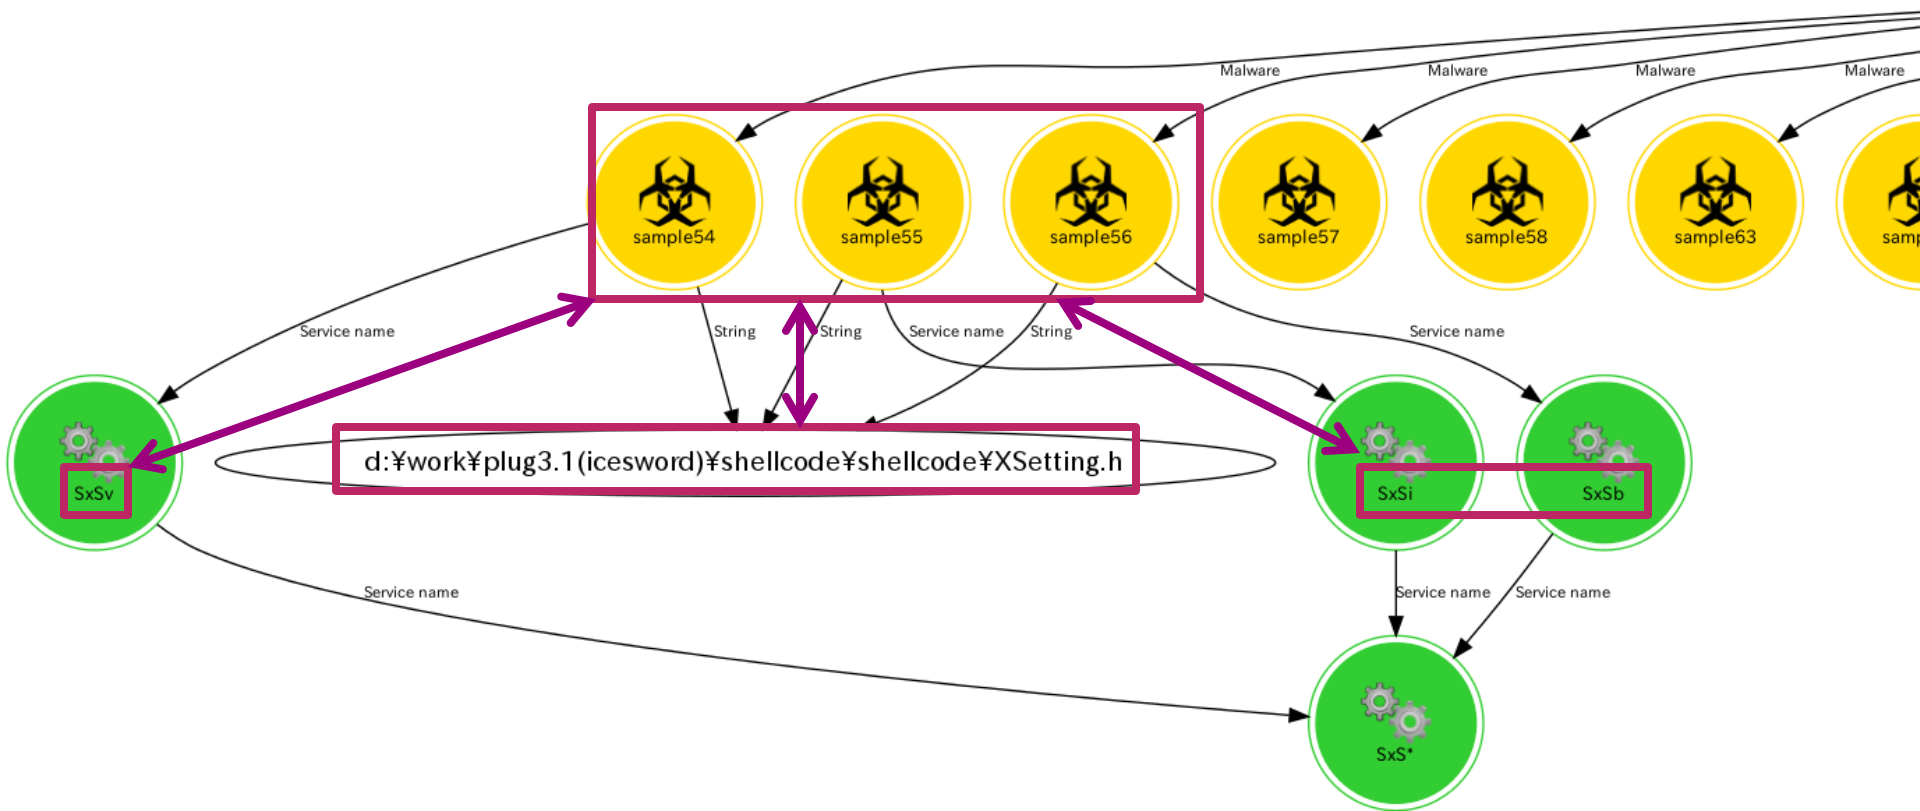 Malware
Malware
Malware
Malware
sample54
sample55
sample56
sample57
sample58
sample63
Service name
String
String
Service name
String
Service name
d:¥work¥plug3.1(icesword)¥shellcode¥shellcode¥XSetting.h
SxSv
SxSi
SxSb
Service name
Service name
Service name
SxS*